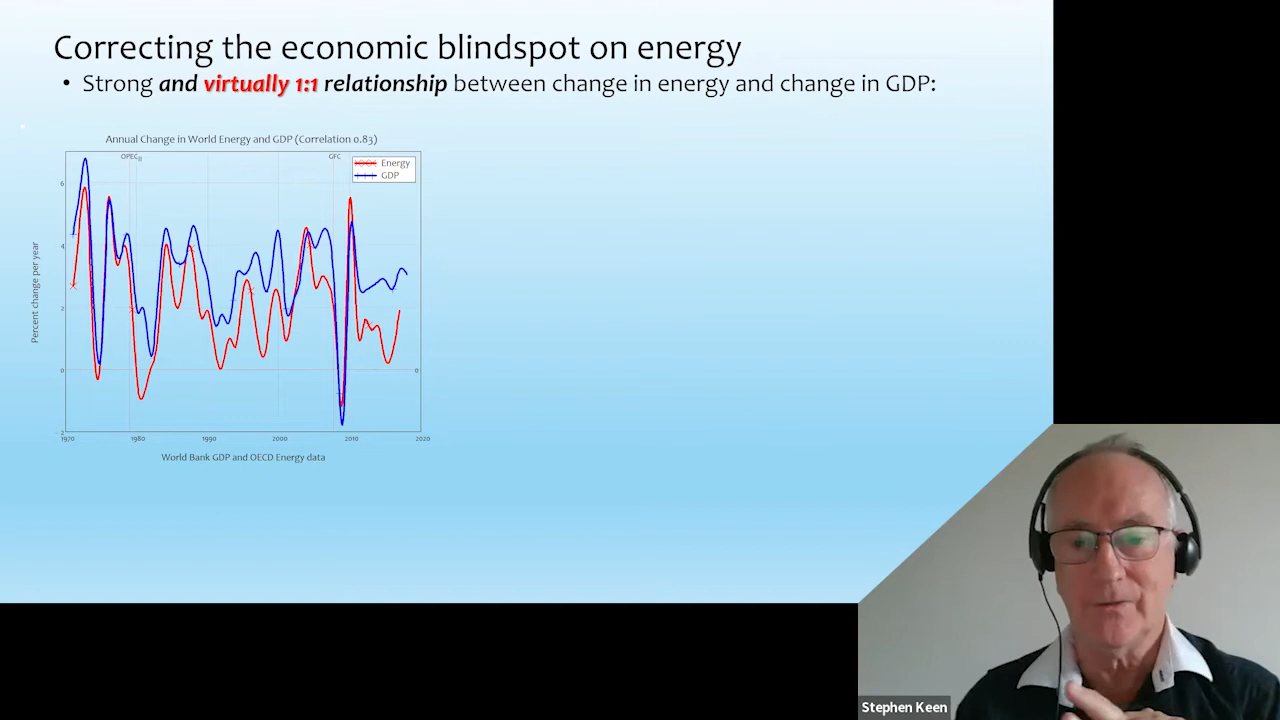 Correcting the economic blindspot on energy
• Strong and virtually 1:1 relationship between change in energy and change in GDP:
Annual Change in World Energy and GDP (Correlation 0.83)
OPEC II GFC
Energy
GDP
6
4
2
0 0
-2
Percent change per year
1970 1980 1990 2000 2010 2020
World Bank GDP and OECD Energy data
Stephen Keen